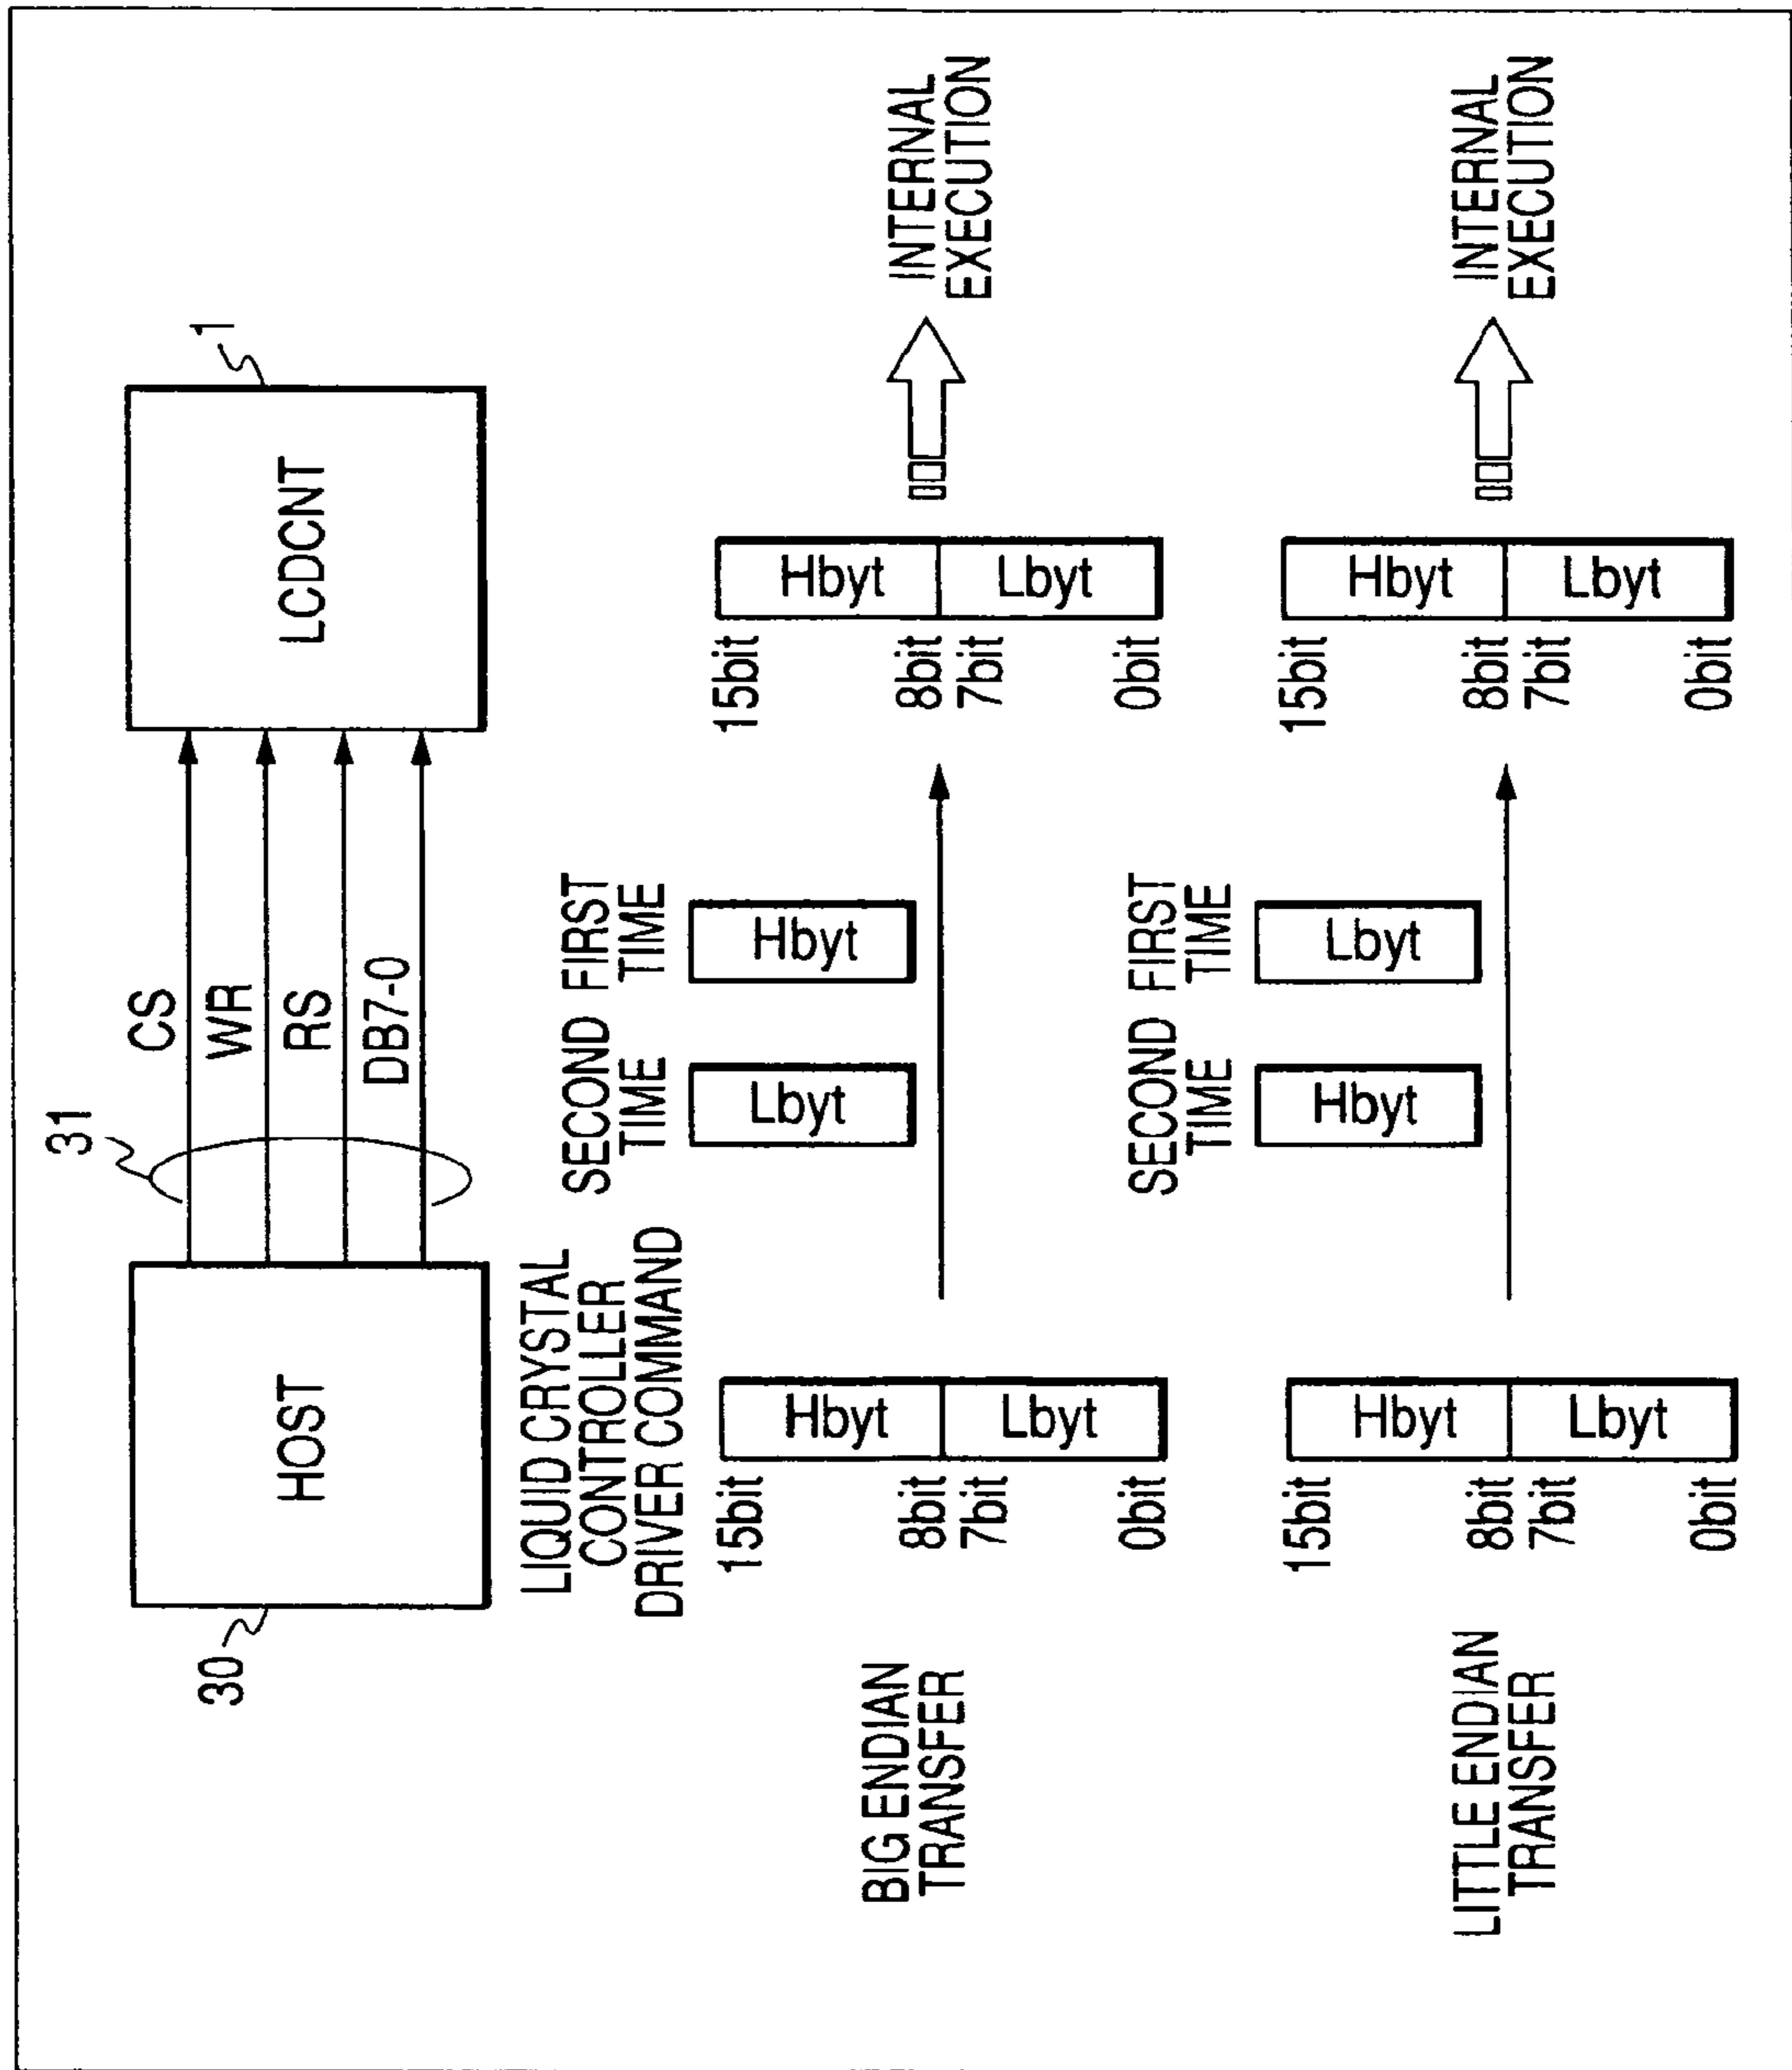 30
HOST
31
CS
WR
RS
DB7-0
LCDCNT
1
LIQUID CRYSTAL
CONTROLLER
DRIVER COMMAND
BIG ENDIAN
TRANSFER
15bit
8bit
7bit
0bit
Hbyt
Lbyt
SECOND
TIME
FIRST
TIME
Lbyt
Hbyt
15bit
8bit
7bit
0bit
Hbyt
Lbyt
INTERNAL
EXECUTION
LITTLE ENDIAN
TRANSFER
15bit
8bit
7bit
0bit
Hbyt
Lbyt
SECOND
TIME
FIRST
TIME
Hbyt
Lbyt
15bit
8bit
7bit
0bit
Hbyt
Lbyt
INTERNAL
EXECUTION